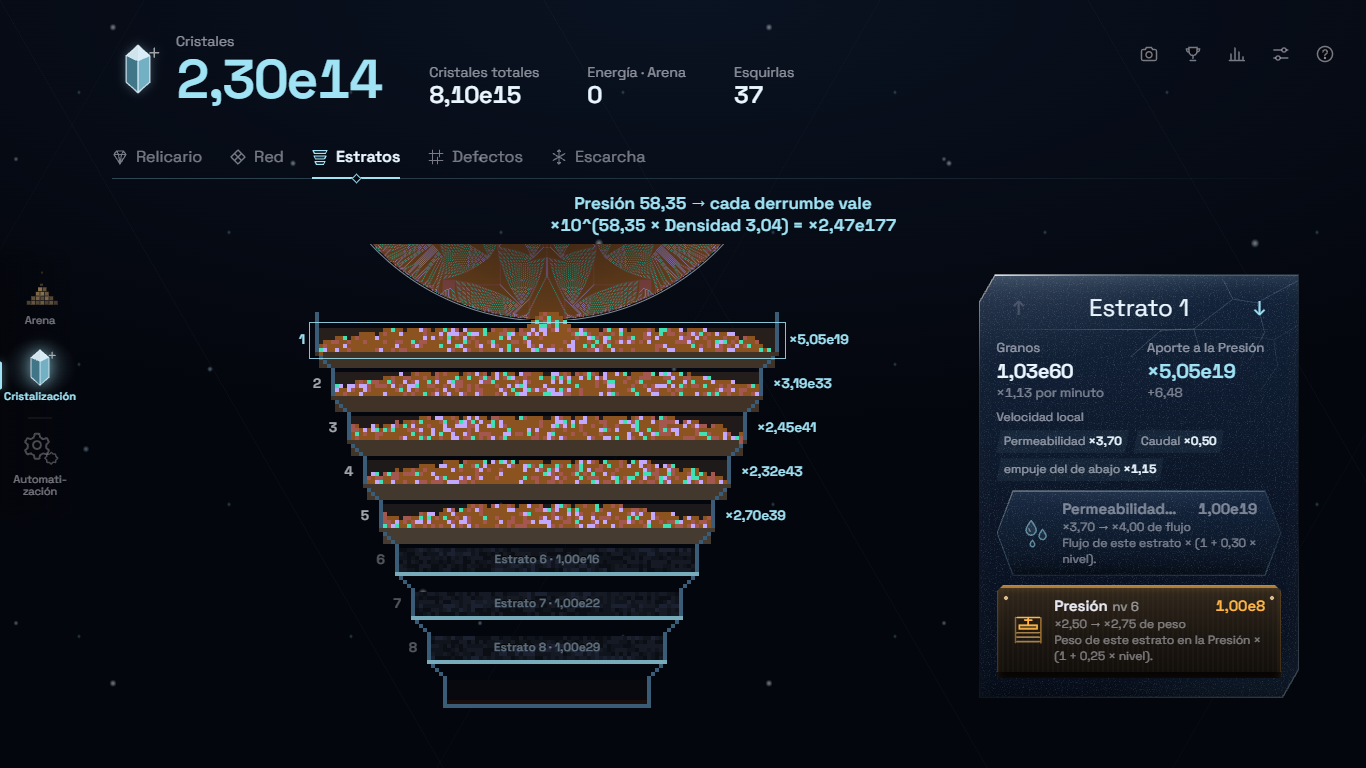 Cristales
2,30e14
Cristales totales
8,10e15
Energía · Arena
0
Esquirlas
37
Relicario
Red
Estratos
Defectos
Escarcha
Presión 58,35 → cada derrumbe vale
×10^(58,35 × Densidad 3,04) = ×2,47e177
Arena
Cristalización
Automati-
zación
1
×5,05e19
2
×3,19e33
3
×2,45e41
4
×2,32e43
5
×2,70e39
6
Estrato 6 · 1,00e16
7
Estrato 7 · 1,00e22
8
Estrato 8 · 1,00e29
↑ Estrato 1 ↓
Granos
1,03e60
×1,13 por minuto
Aporte a la Presión
×5,05e19
+6,48
Velocidad local
Permeabilidad ×3,70
Caudal ×0,50
empuje del de abajo ×1,15
Permeabilidad... 1,00e19
×3,70 → ×4,00 de flujo
Flujo de este estrato × (1 + 0,30 ×
nivel).
Presión nv 6 1,00e8
×2,50 → ×2,75 de peso
Peso de este estrato en la Presión ×
(1 + 0,25 × nivel).